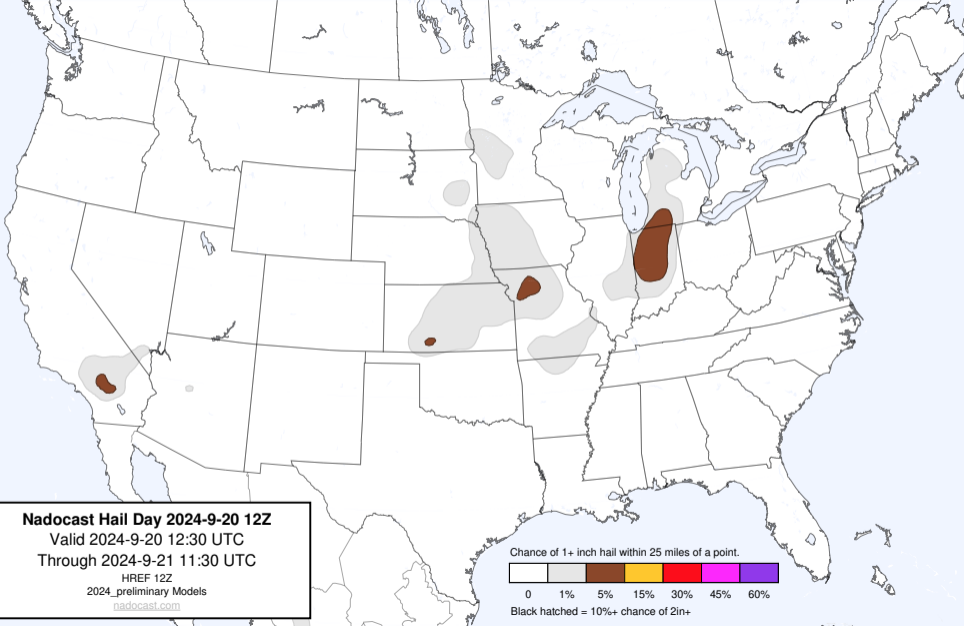 Nadocast Hail Day 2024-9-20 12Z
Valid 2024-9-20 12:30 UTC
Through 2024-9-21 11:30 UTC
HREF 12Z
2024_preliminary Models
nadocast.com
Chance of 1+ inch hail within 25 miles of a point.
0 1% 5% 15% 30% 45% 60%
Black hatched = 10%+ chance of 2in+